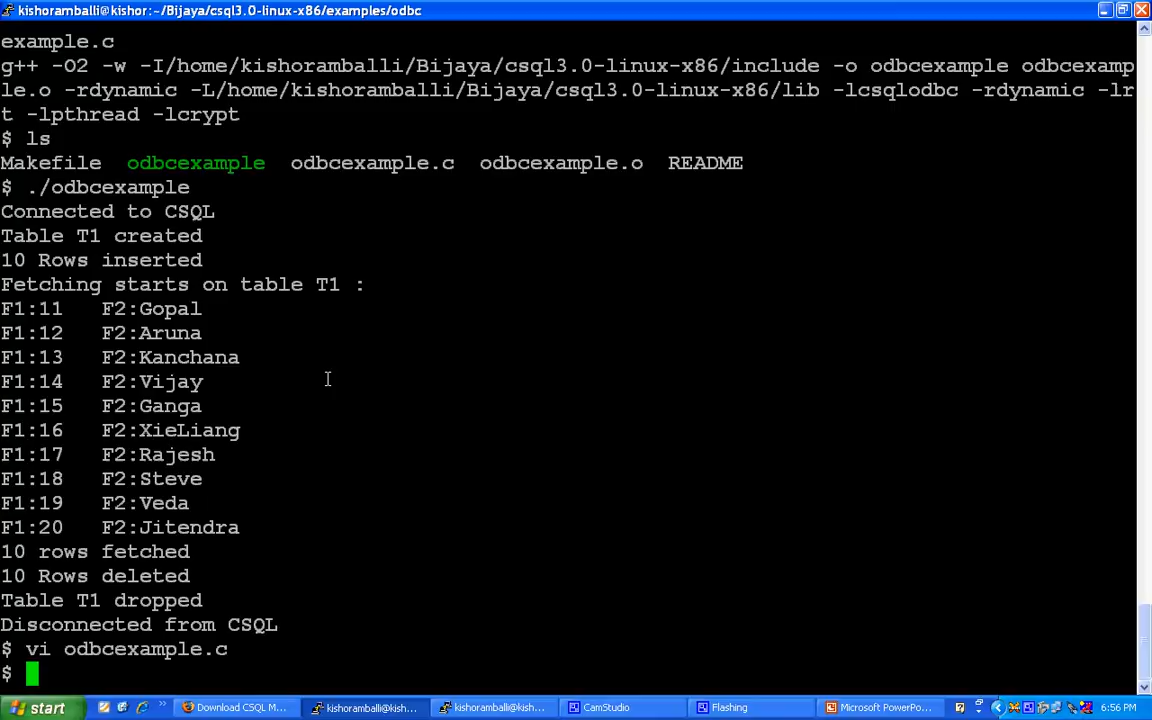 kishoramballi@kishor:~/Bijaya/csql3.0-linux-x86/examples/odbc
example.c
g++ -O2 -w -I/home/kishoramballi/Bijaya/csql3.0-linux-x86/include -o odbcexample odbcexamp
le.o -rdynamic -L/home/kishoramballi/Bijaya/csql3.0-linux-x86/lib -lcsqlodbc -rdynamic -lr
t -lpthread -lcrypt
$ ls
Makefile odbcexample odbcexample.c odbcexample.o README
$ ./odbcexample
Connected to CSQL
Table T1 created
10 Rows inserted
Fetching starts on table T1 :
F1:11 F2:Gopal
F1:12 F2:Aruna
F1:13 F2:Kanchana
F1:14 F2:Vijay
F1:15 F2:Ganga
F1:16 F2:XieLiang
F1:17 F2:Rajesh
F1:18 F2:Steve
F1:19 F2:Veda
F1:20 F2:Jitendra
10 rows fetched
10 Rows deleted
Table T1 dropped
Disconnected from CSQL
$ vi odbcexample.c
$
start Download CSQL M... kishoramballi@kish... kishoramballi@kish... CamStudio Flashing Microsoft PowerPo... 6:56 PM